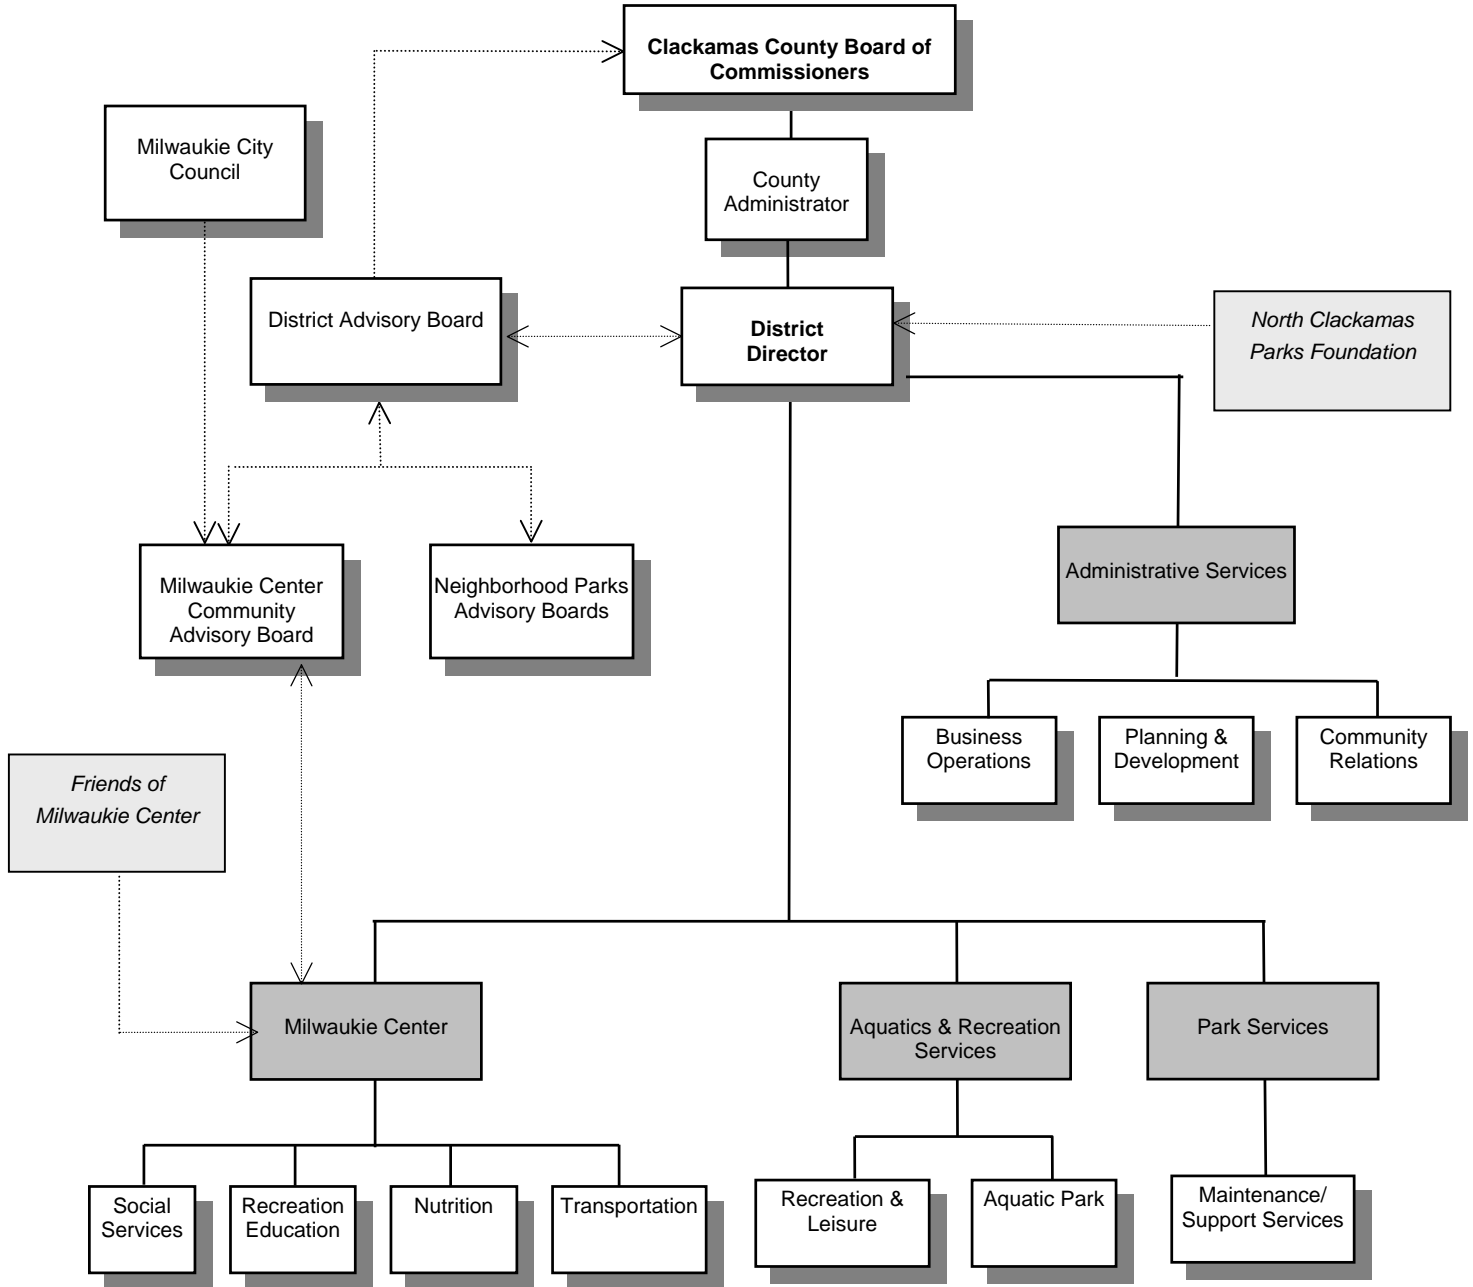 Clackamas County Board of
Commissioners
Milwaukie City
Council
County
Administrator
District Advisory Board
District
Director
North Clackamas
Parks Foundation
Administrative Services
Milwaukie Center
Community
Advisory Board
Neighborhood Parks
Advisory Boards
Business
Operations
Planning &
Development
Community
Relations
Friends of
Milwaukie Center
Milwaukie Center
Aquatics & Recreation
Services
Park Services
Social
Services
Recreation
Education
Nutrition
Transportation
Recreation &
Leisure
Aquatic Park
Maintenance/
Support Services